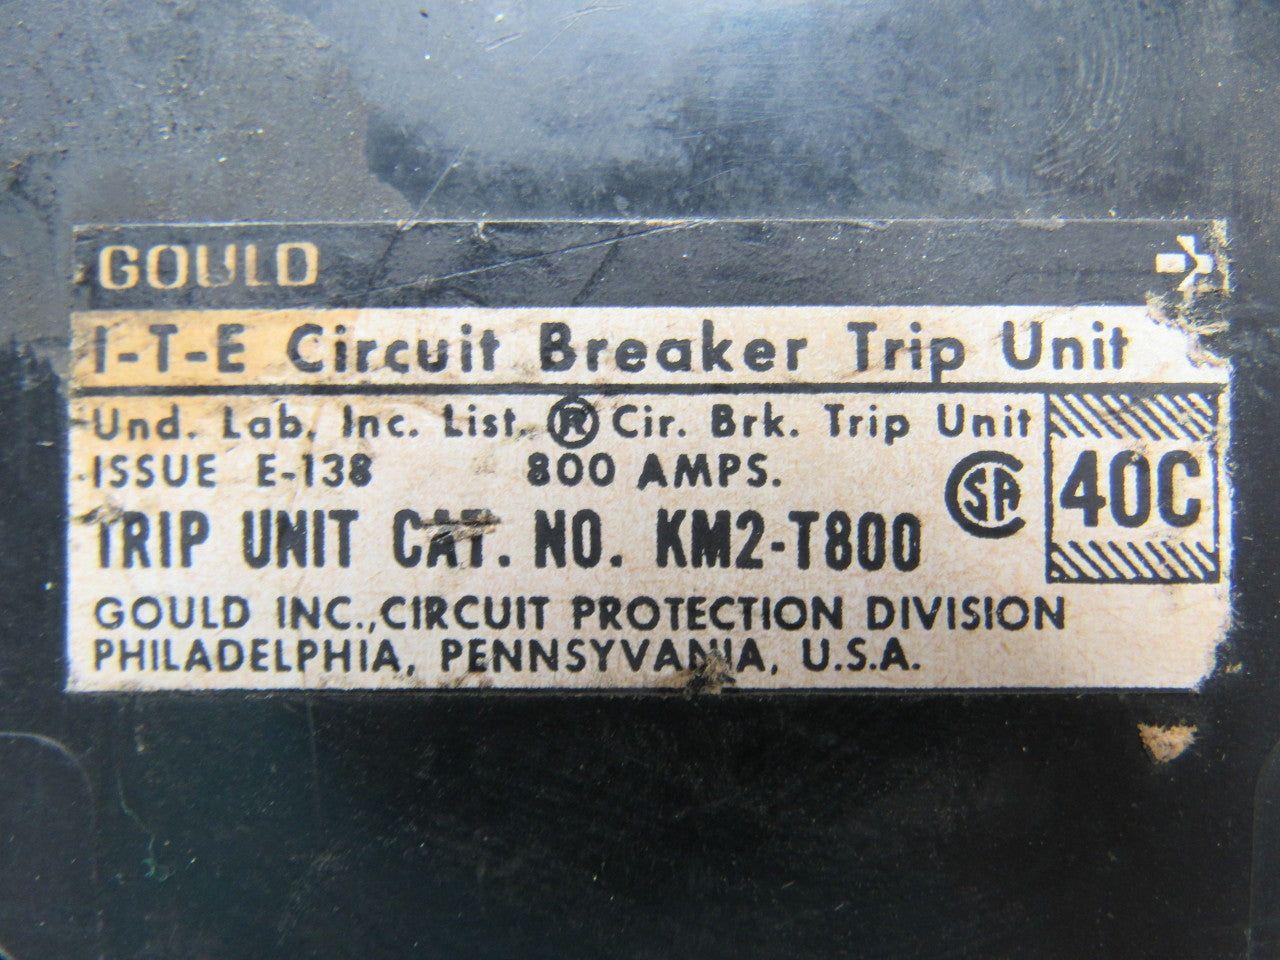 GOULD
I-T-E Circuit Breaker Trip Unit
Und. Lab. Inc. List. ® Cir. Brk. Trip Unit
ISSUE E-138 800 AMPS.
SA 40C
TRIP UNIT CAT. NO. KM2-T800
GOULD INC.,CIRCUIT PROTECTION DIVISION
PHILADELPHIA, PENNSYVANIA, U.S.A.